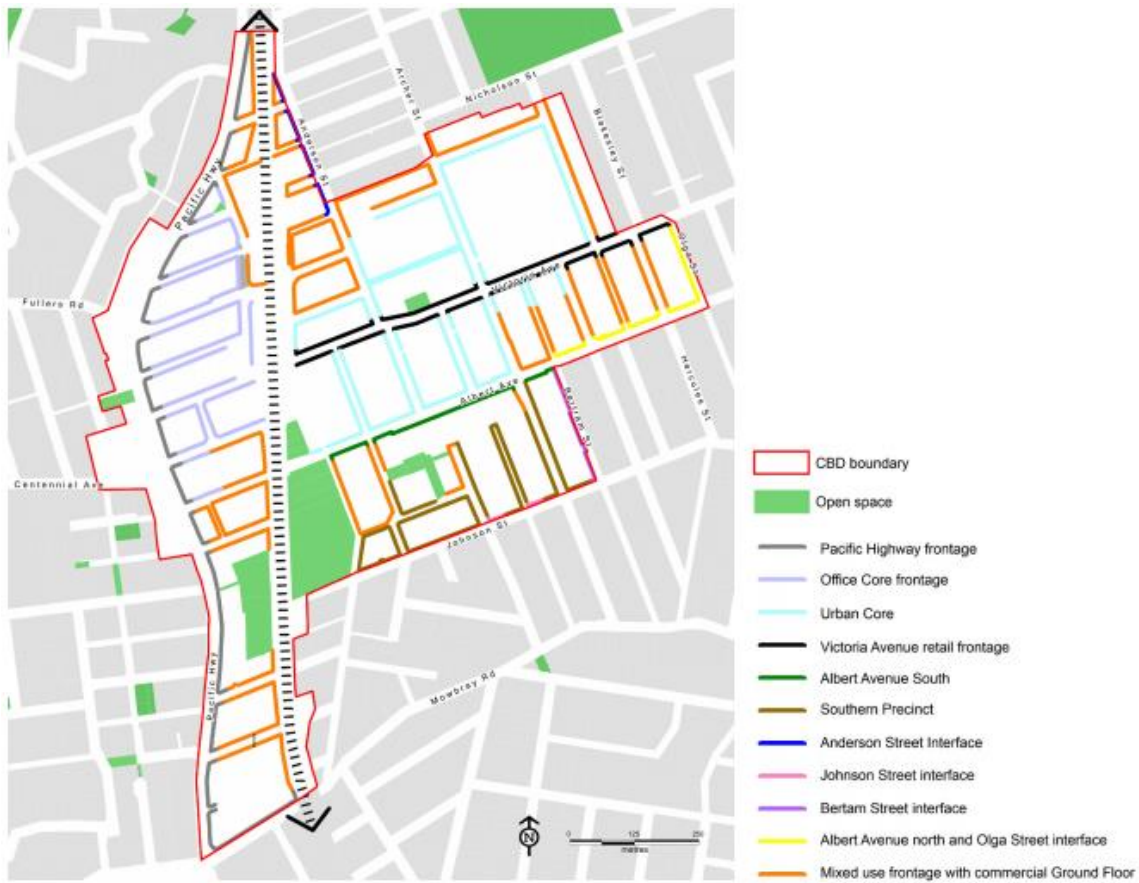 Archer St
Nicholson St
Blakesley St
Anderson St
Pacific Hwy
Olga St
Victoria Ave
Fullers Rd
Hercules St
Albert Ave
Bertram St
Centennial Ave
Johnson St
Pacific Hwy
Mowbray Rd
N
0 125 250
metres
CBD boundary
Open space
Pacific Highway frontage
Office Core frontage
Urban Core
Victoria Avenue retail frontage
Albert Avenue South
Southern Precinct
Anderson Street Interface
Johnson Street interface
Bertam Street interface
Albert Avenue north and Olga Street interface
Mixed use frontage with commercial Ground Floor